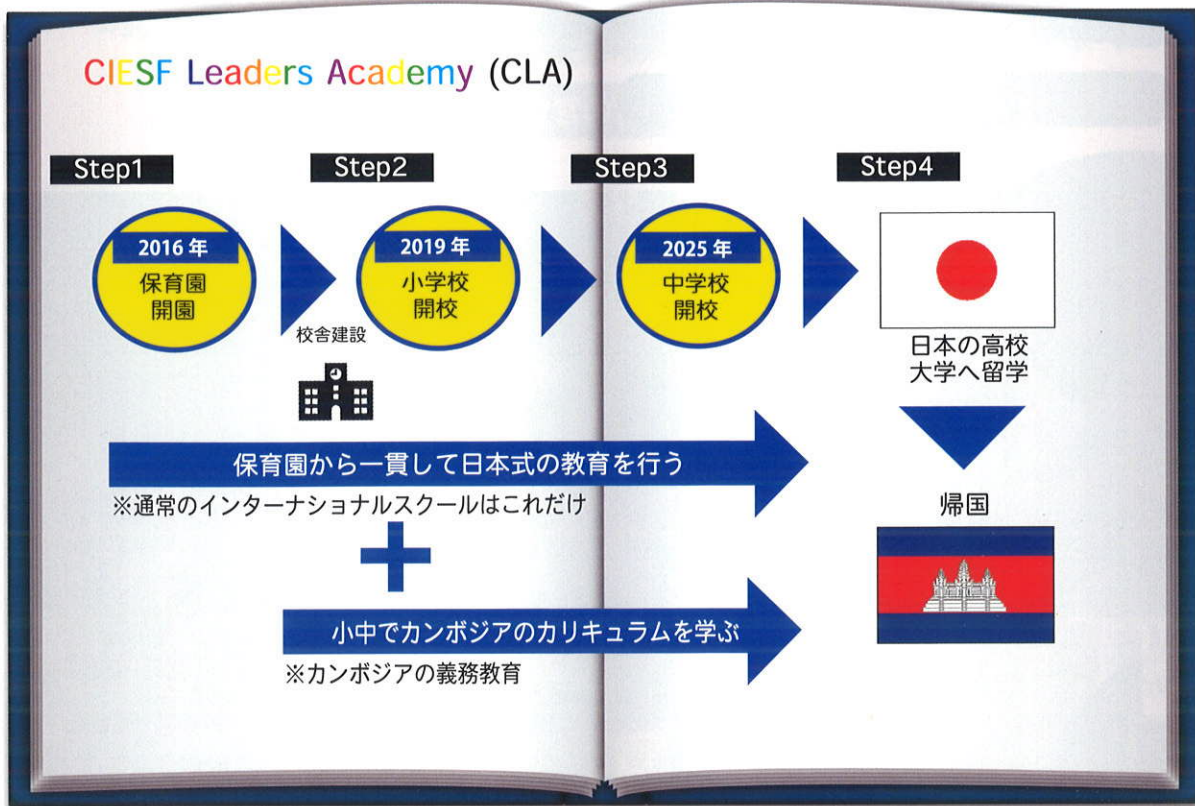 CIESF Leaders Academy (CLA)
Step1
2016年
保育園
開園
校舎建設
Step2
2019年
小学校
開校
Step3
2025年
中学校
開校
Step4
日本の高校
大学へ留学
保育園から一貫して日本式の教育を行う
※通常のインターナショナルスクールはこれだけ
帰国
小中でカンボジアのカリキュラムを学ぶ
※カンボジアの義務教育